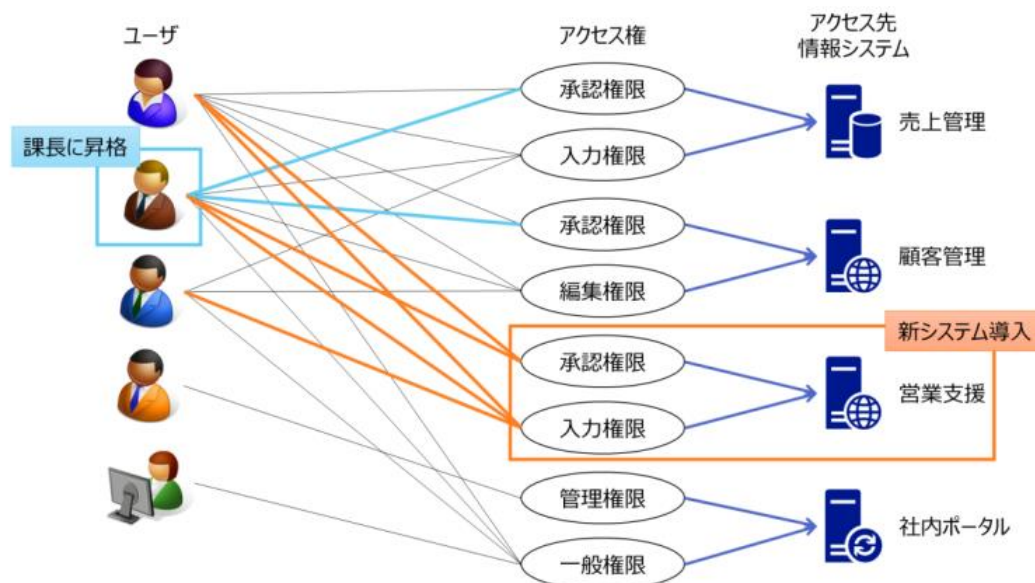 ユーザ
アクセス権
アクセス先
情報システム
課長に昇格
承認権限
入力権限
売上管理
承認権限
編集権限
顧客管理
新システム導入
承認権限
入力権限
営業支援
管理権限
一般権限
社内ポータル